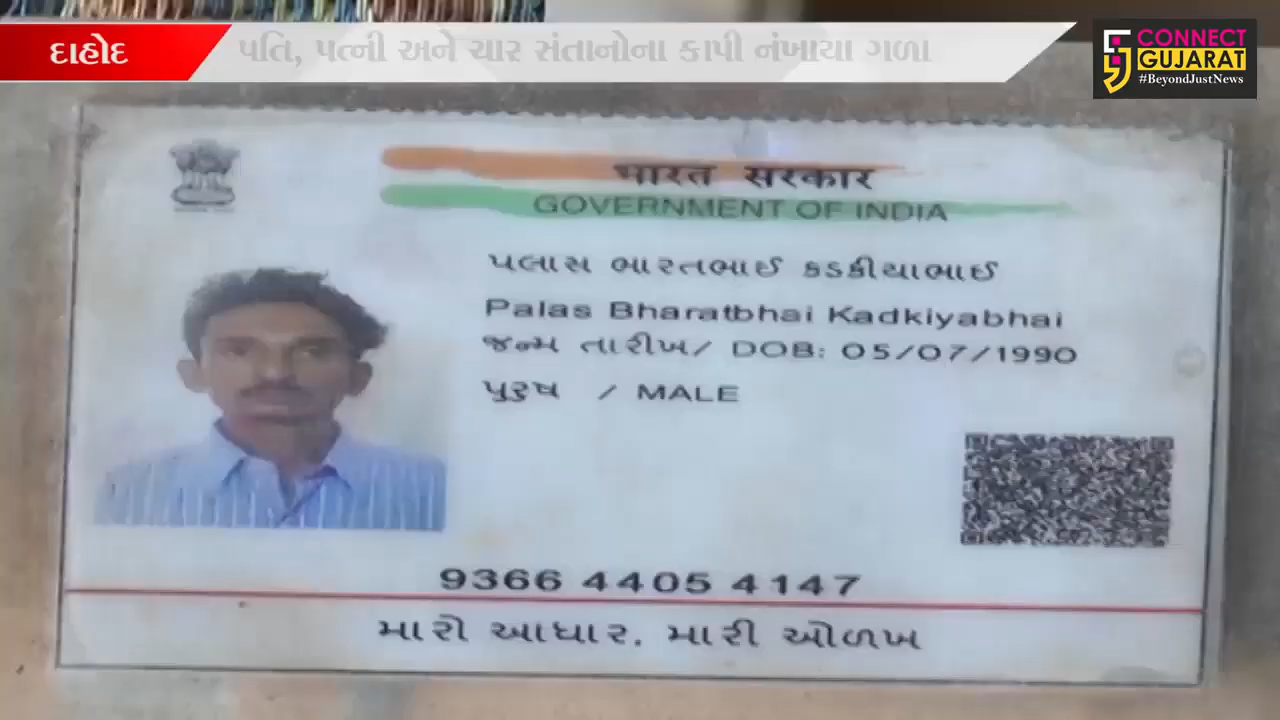 દાહોદ
પતિ, પત્ની અને ચાર સંતાનોના કાપી નંખાયા ગળા
CONNECT
GUJARAT
#BeyondJustNews
भारत सरकार
GOVERNMENT OF INDIA
પલાસ ભારતભાઈ કડકીયાભાઈ
Palas Bharatbhai Kadkiyabhai
જન્મ તારીખ/ DOB: 05/07/1990
પુરુષ / MALE
9366 4405 4147
મારો આધાર, મારી ઓળખ